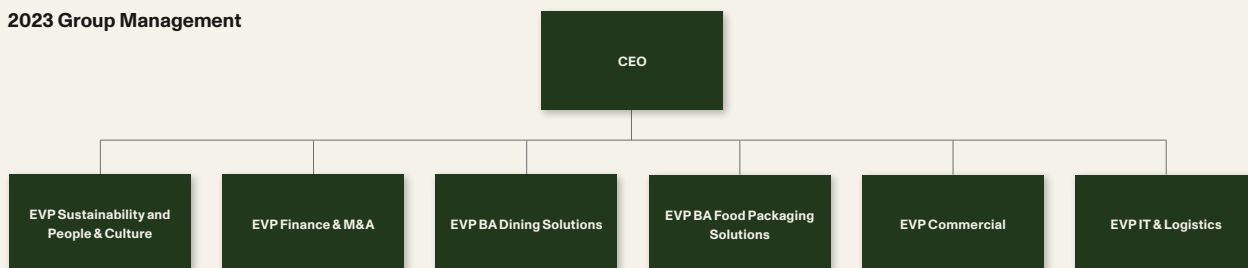 2023 Group Management
CEO
EVP Sustainability and
People & Culture
EVP Finance & M&A
EVP BA Dining Solutions
EVP BA Food Packaging
Solutions
EVP Commercial
EVP IT & Logistics